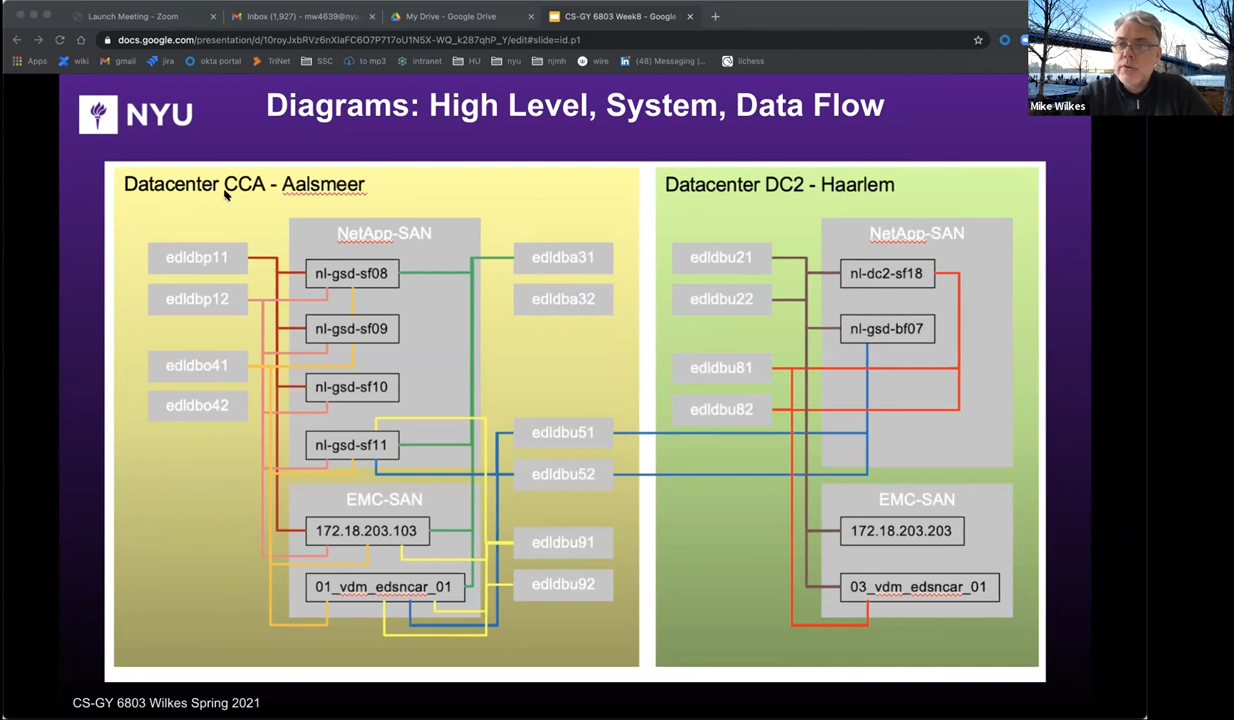 Launch Meeting - Zoom
Inbox (1,927) - mw4639@nyu
My Drive - Google Drive
CS-GY 6803 Week8 - Google
docs.google.com/presentation/d/10royJxbRVz6nXlaFC6O7P717oU1N5X-WQ_k287qhP_Y/edit#slide=id.p1
Apps
wiki
gmail
jira
okta portal
TriNet
SSC
to mp3
intranet
HU
nyu
njmh
wire
(48) Messaging |...
lichess
Mike Wilkes
NYU
Diagrams: High Level, System, Data Flow
Datacenter CCA - Aalsmeer
NetApp-SAN
edldbp11
edldbp12
edldbo41
edldbo42
nl-gsd-sf08
nl-gsd-sf09
nl-gsd-sf10
nl-gsd-sf11
EMC-SAN
172.18.203.103
01_vdm_edsncar_01
edldba31
edldba32
edldbu51
edldbu52
edldbu91
edldbu92
Datacenter DC2 - Haarlem
NetApp-SAN
edldbu21
edldbu22
edldbu81
edldbu82
nl-dc2-sf18
nl-gsd-bf07
EMC-SAN
172.18.203.203
03_vdm_edsncar_01
CS-GY 6803 Wilkes Spring 2021